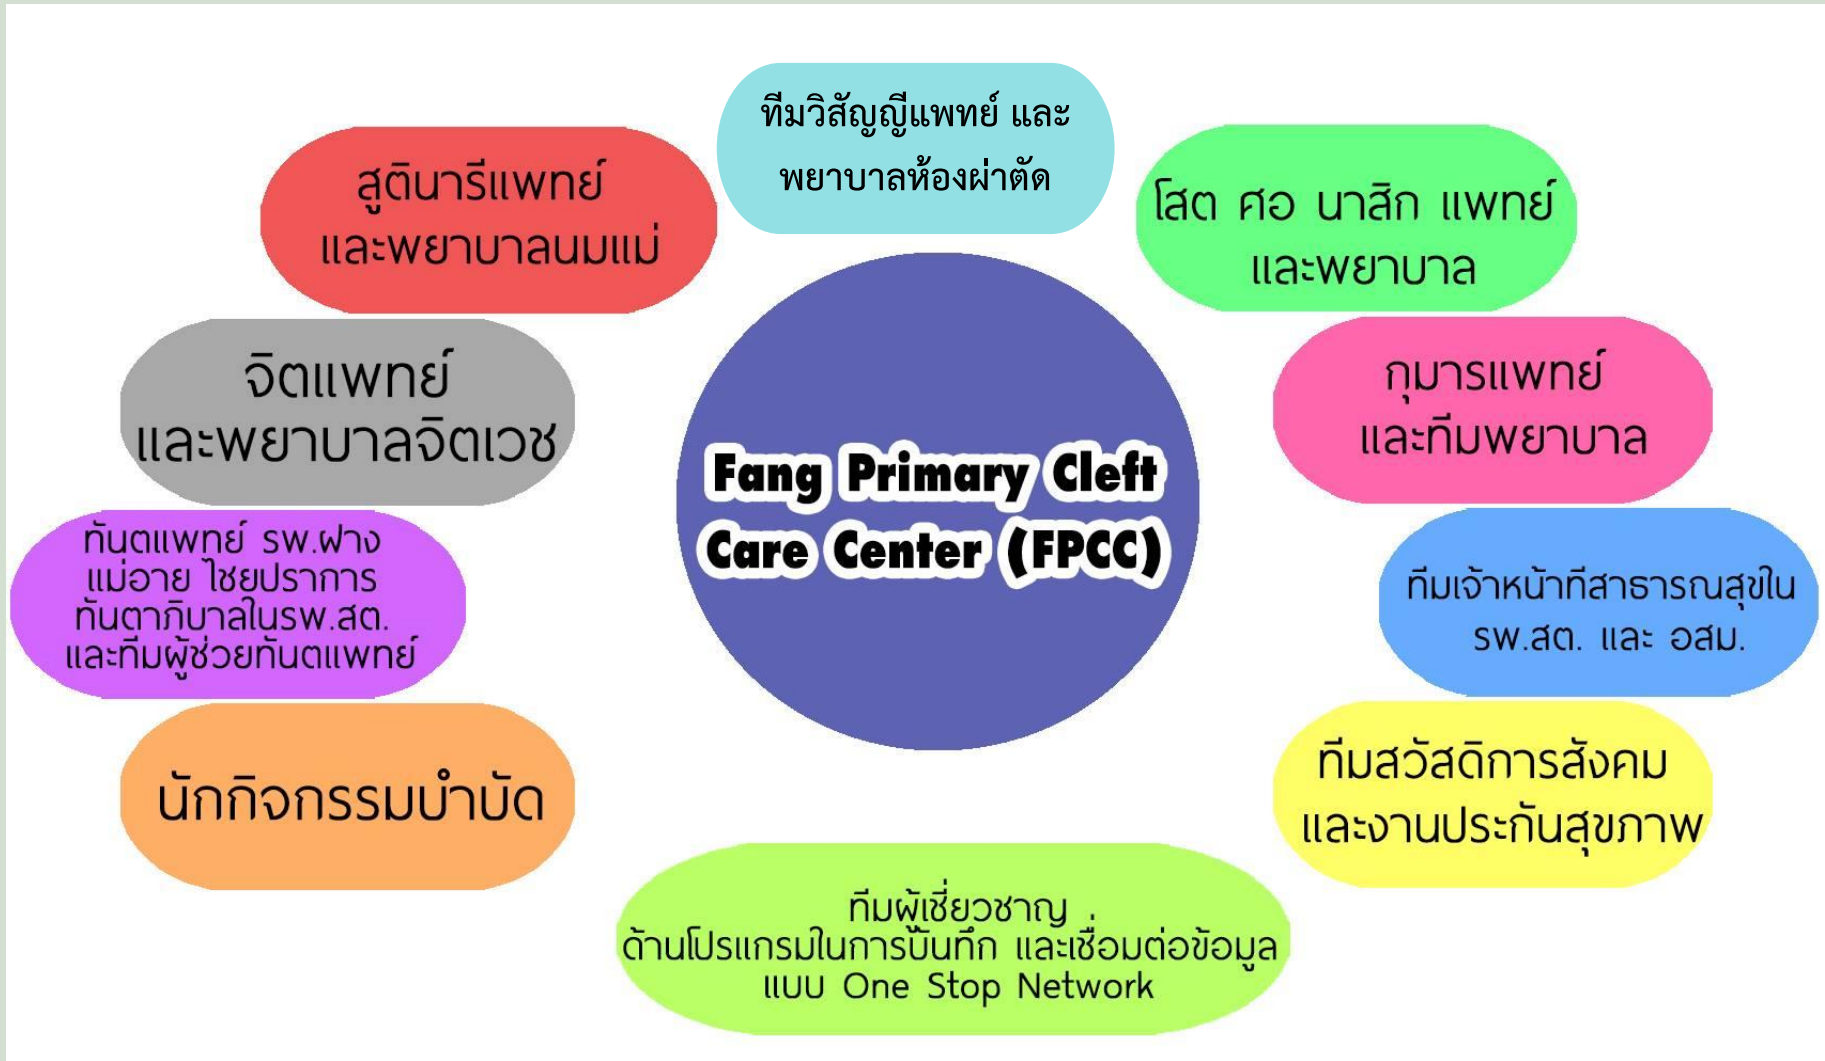 ทีมวิสัญญีแพทย์ และ
พยาบาลห้องผ่าตัด
สูตินารีแพทย์
และพยาบาลนมแม่
โสต ศอ นาสิก แพทย์
และพยาบาล
จิตแพทย์
และพยาบาลจิตเวช
กุมารแพทย์
และทีมพยาบาล
Fang Primary Cleft
Care Center (FPCC)
ทันตแพทย์ รพ.ฝาง
แม่อาย ไชยปราการ
ทันตาภิบาลในรพ.สต.
และทีมผู้ช่วยทันตแพทย์
ทีมเจ้าหน้าที่สาธารณสุขใน
รพ.สต. และ อสม.
นักกิจกรรมบำบัด
ทีมสวัสดิการสังคม
และงานประกันสุขภาพ
ทีมผู้เชี่ยวชาญ
ด้านโปรแกรมในการบันทึก และเชื่อมต่อข้อมูล
แบบ One Stop Network